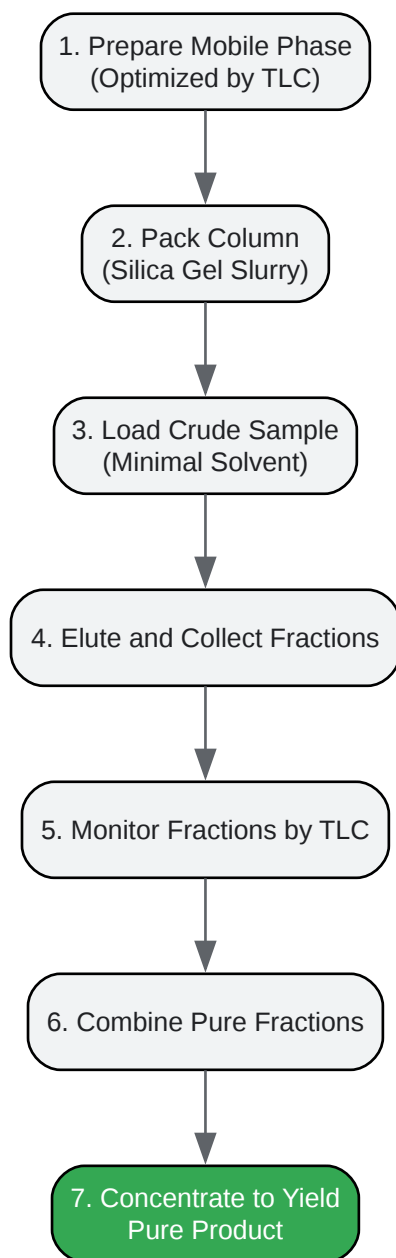 1. Prepare Mobile Phase
(Optimized by TLC)
2. Pack Column
(Silica Gel Slurry)
3. Load Crude Sample
(Minimal Solvent)
4. Elute and Collect Fractions
5. Monitor Fractions by TLC
6. Combine Pure Fractions
7. Concentrate to Yield
Pure Product